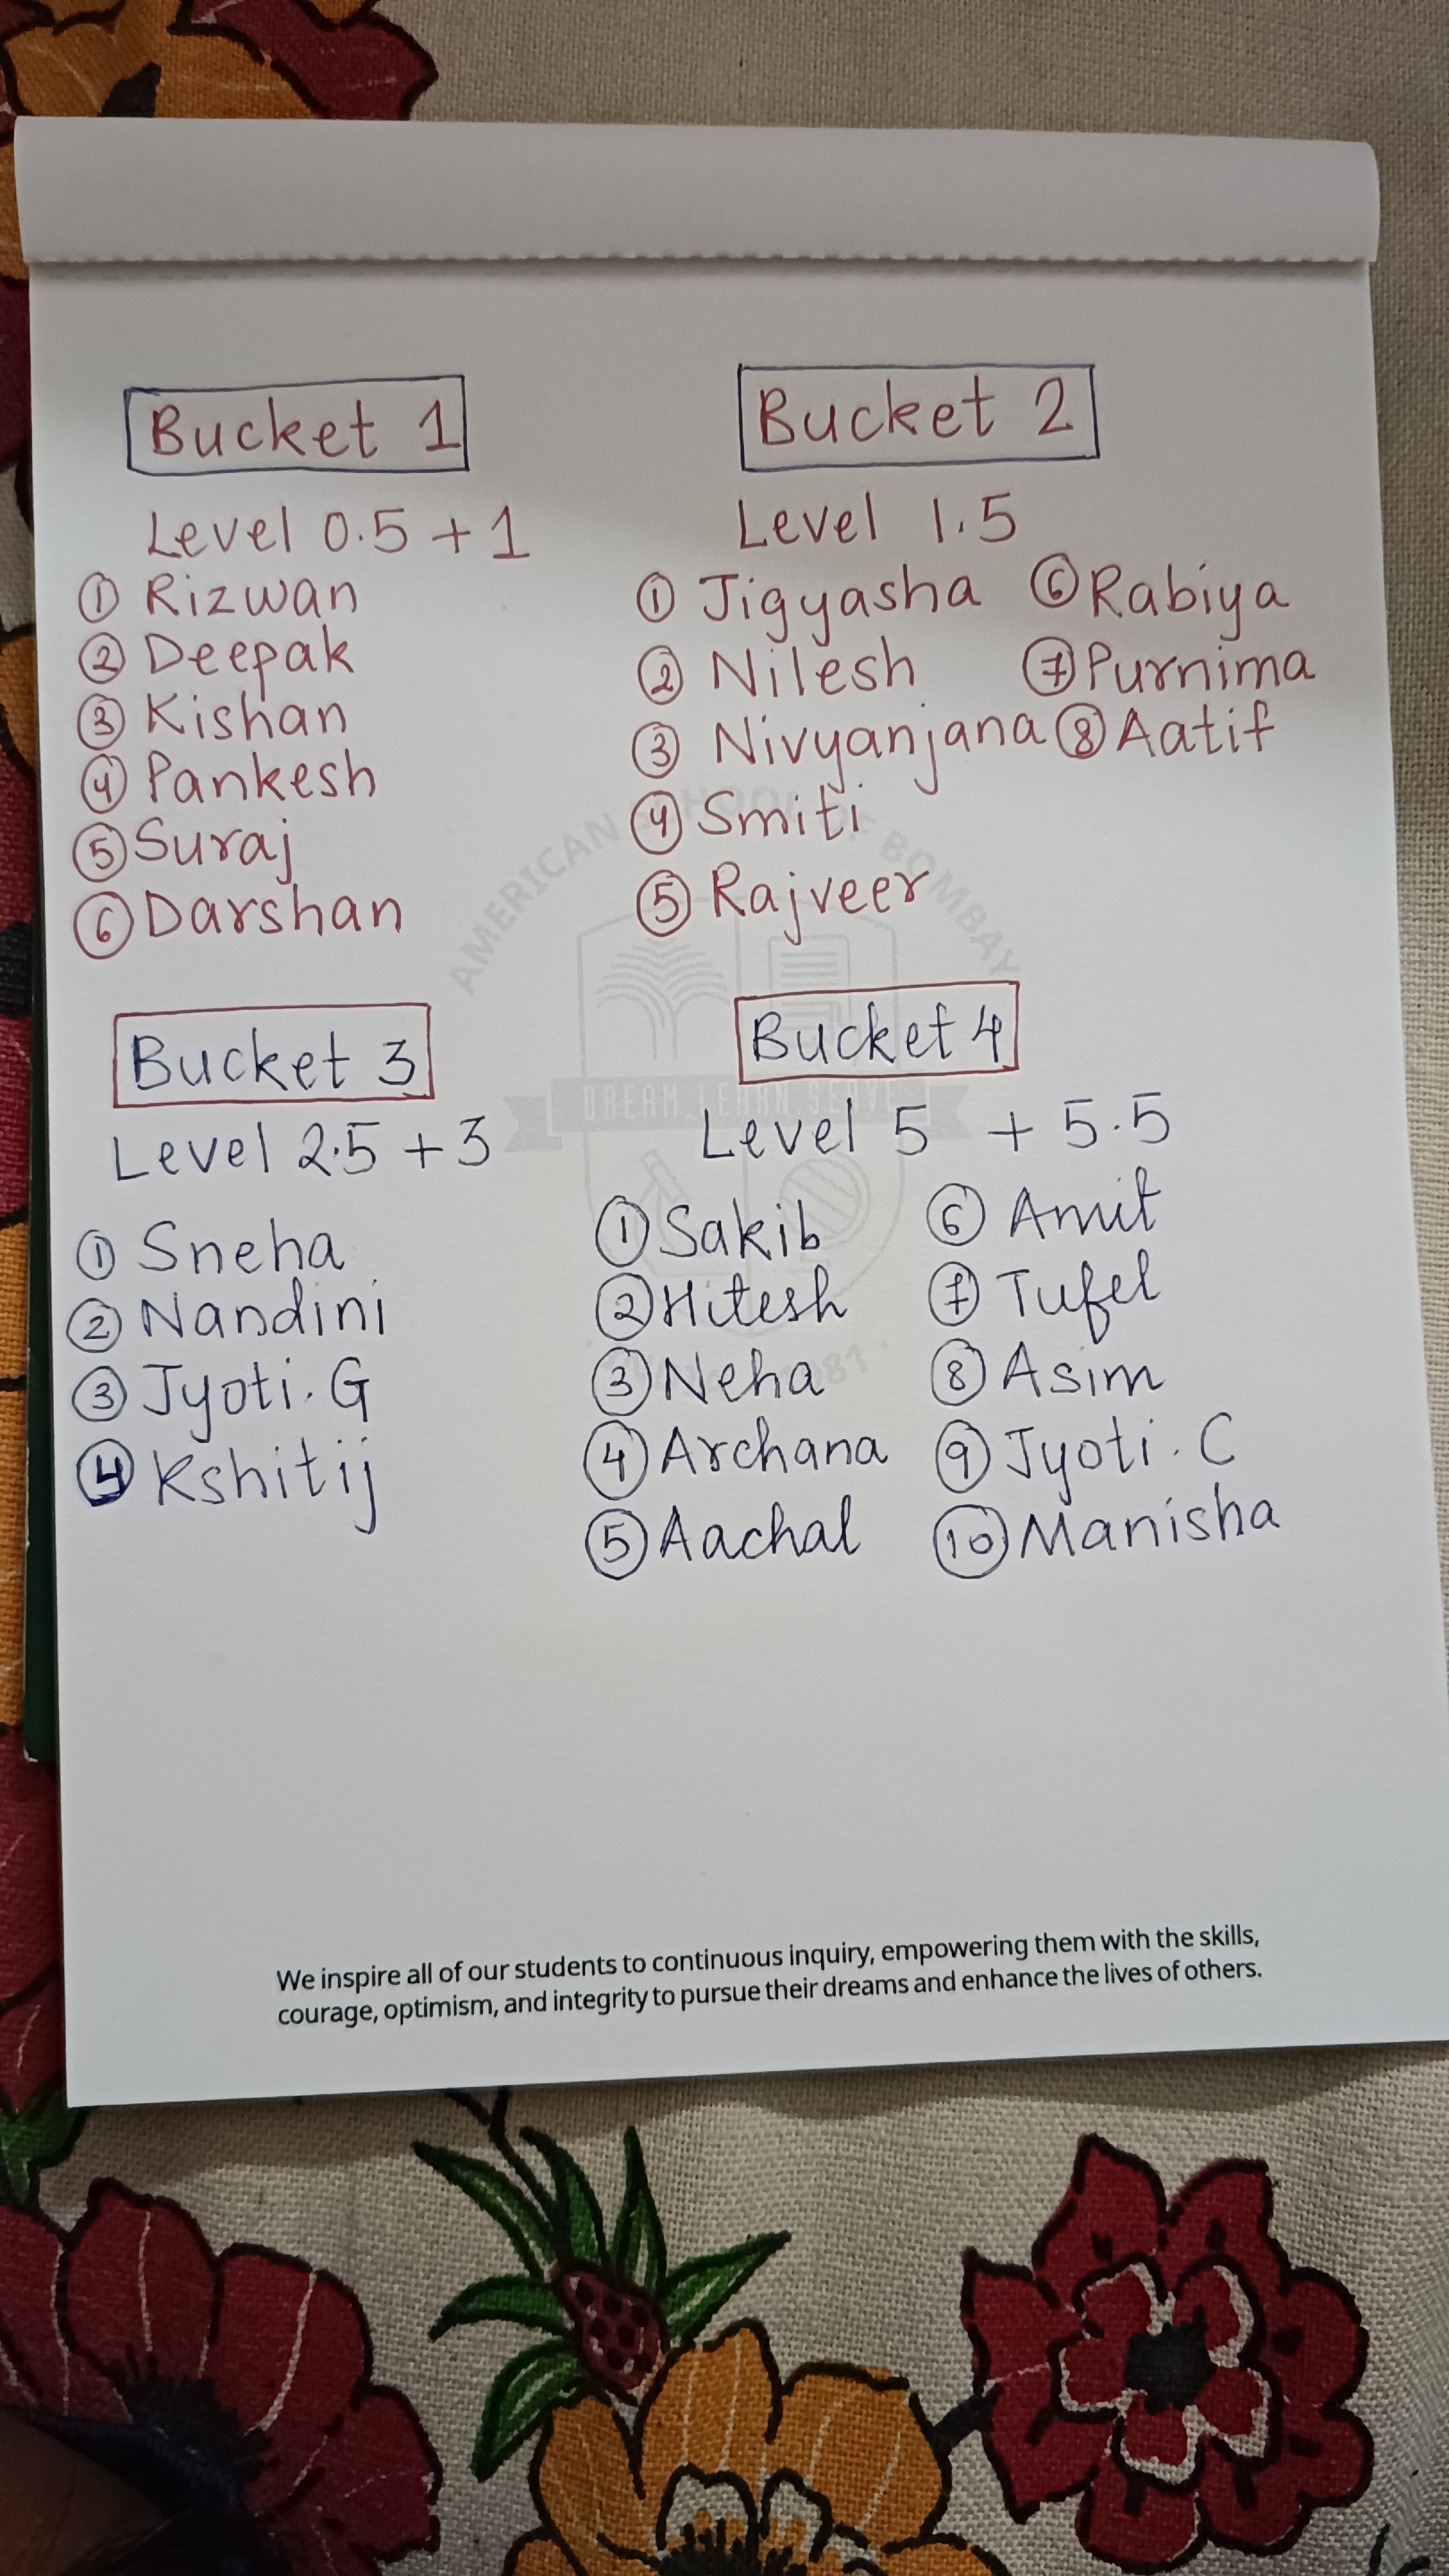 Bucket 1
Level 0.5 + 1
① Rizwan
② Deepak
③ Kishan
④ Pankesh
⑤ Suraj
⑥ Darshan
Bucket 2
Level 1.5
① Jigyasha ⑥ Rabiya
② Nilesh ⑦ Purnima
③ Nivyanjana ⑧ Aatif
④ Smiti
⑤ Rajveer
Bucket 3
Level 2.5 + 3
① Sneha
② Nandini
③ Jyoti. G
④ Kshitij
Bucket 4
Level 5 + 5.5
① Sakib ⑥ Amit
② Hitesh ⑦ Tufel
③ Neha ⑧ Asim
④ Archana ⑨ Jyoti. C
⑤ Aachal ⑩ Manisha
AMERICAN SCHOOL OF BOMBAY
DREAM. LEARN. SERVE
We inspire all of our students to continuous inquiry, empowering them with the skills,
courage, optimism, and integrity to pursue their dreams and enhance the lives of others.